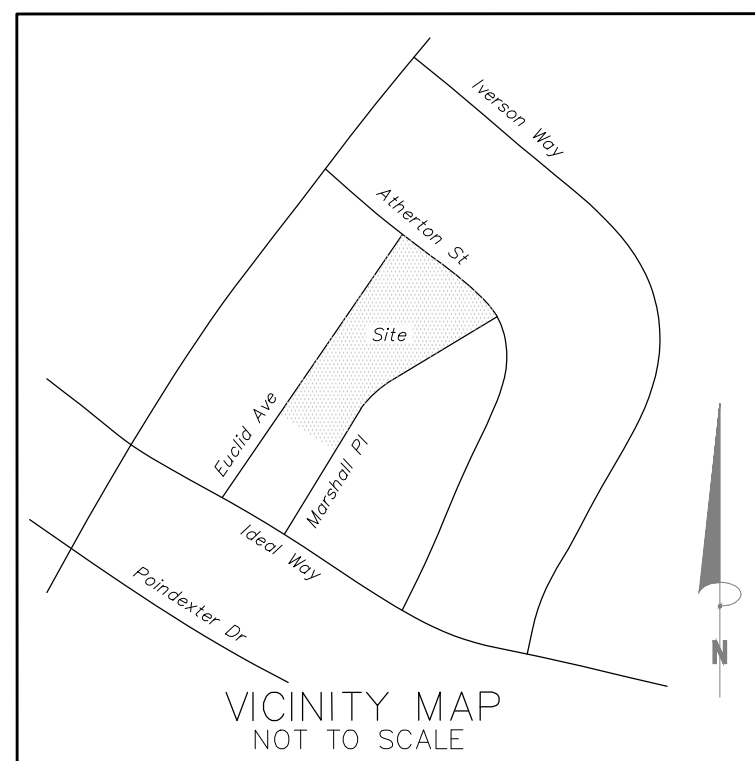 Iverson Way
Atherton St
Site
Euclid Ave
Marshall Pl
Ideal Way
Poindexter Dr
N
VICINITY MAP
NOT TO SCALE